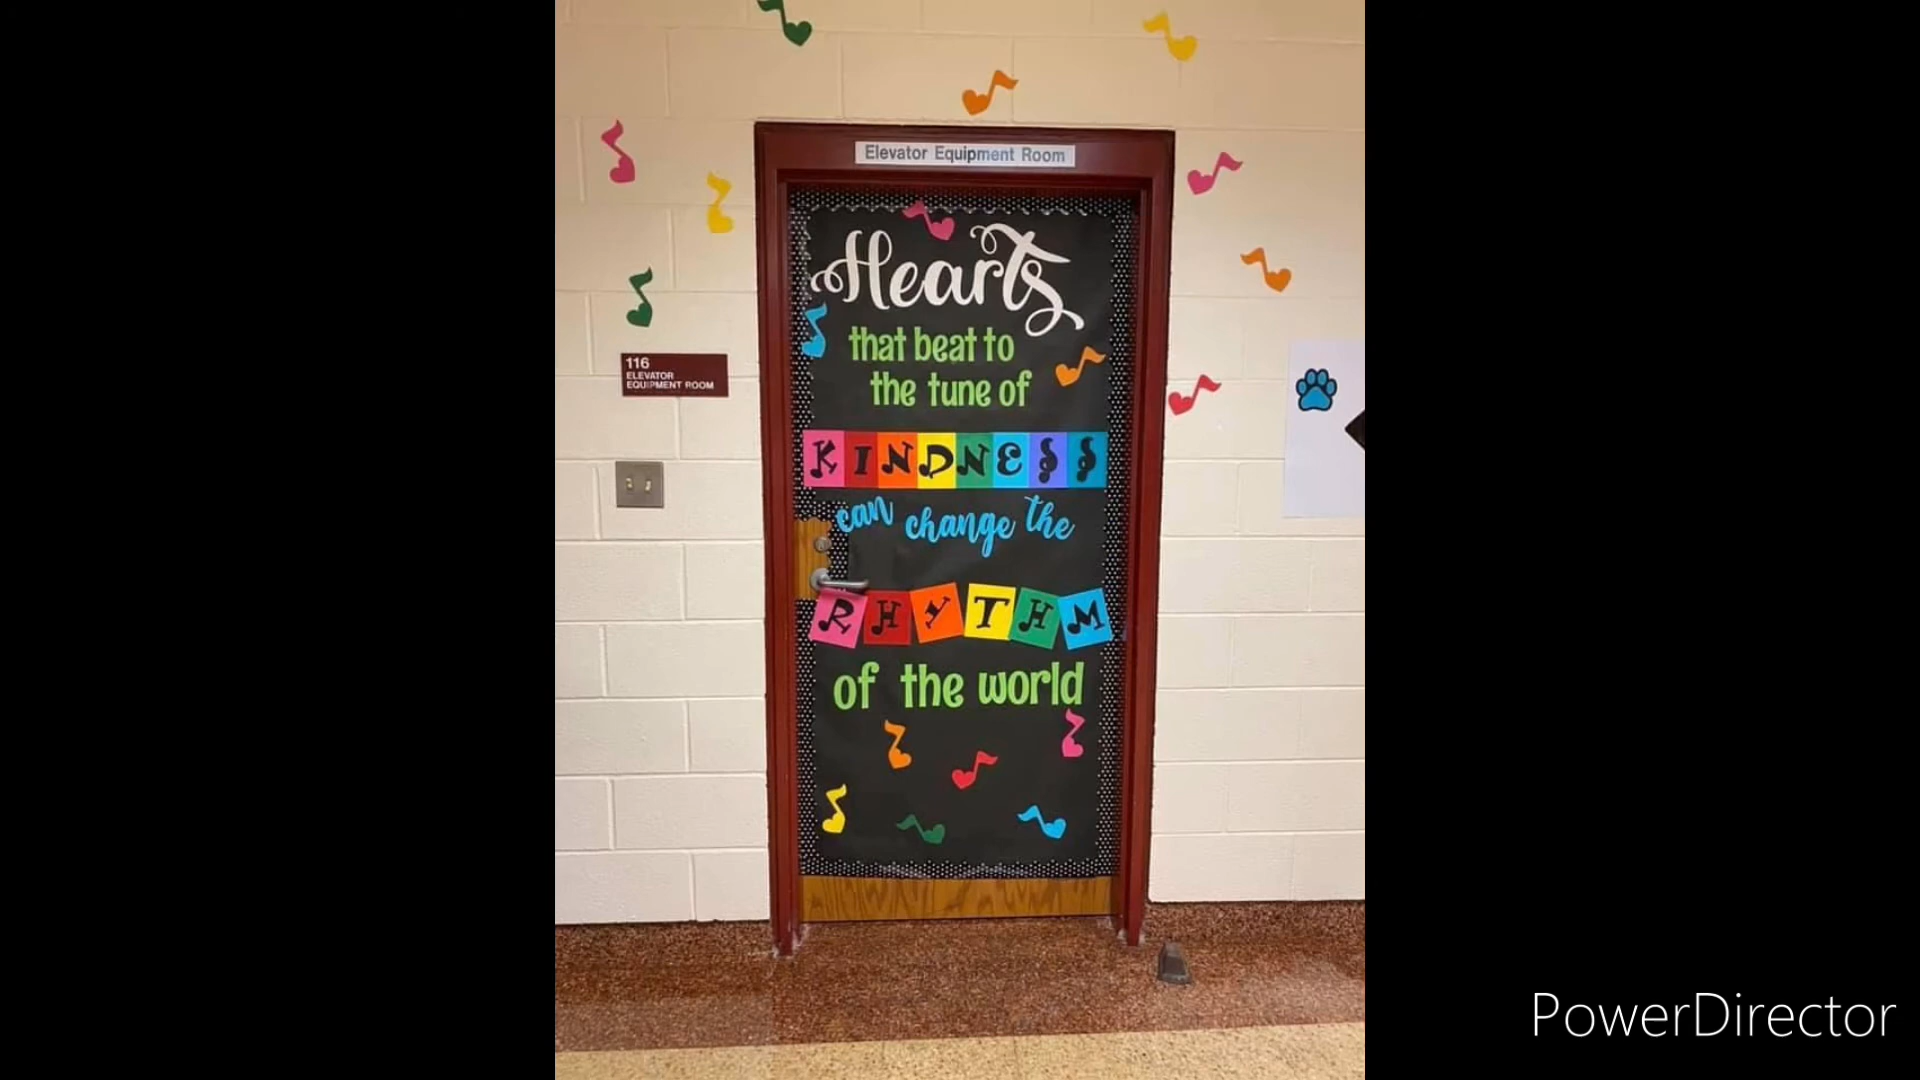 Elevator Equipment Room
Hearts
that beat to
the tune of
116
ELEVATOR
EQUIPMENT ROOM
KINDNESS
can change the
RHYTHM
of the world
PowerDirector